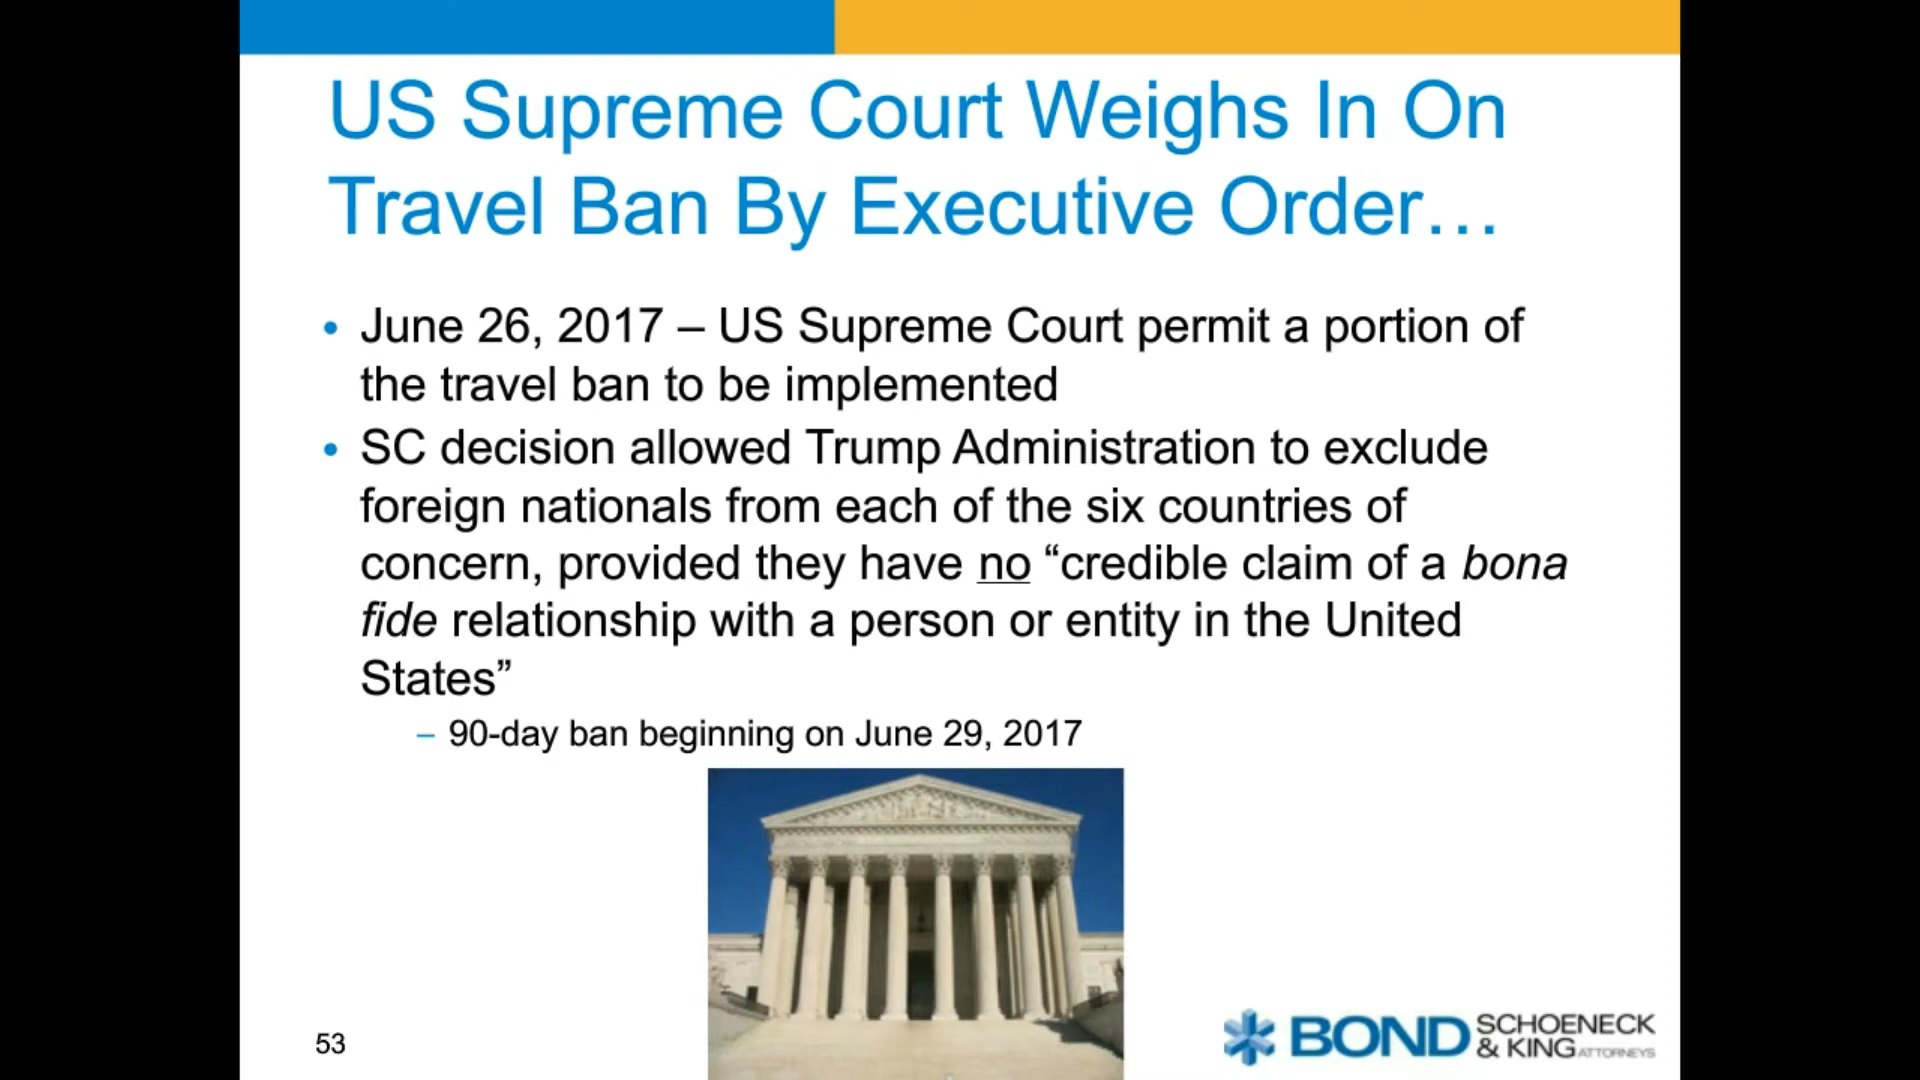 US Supreme Court Weighs In On
Travel Ban By Executive Order…
• June 26, 2017 – US Supreme Court permit a portion of
the travel ban to be implemented
• SC decision allowed Trump Administration to exclude
foreign nationals from each of the six countries of
concern, provided they have no “credible claim of a bona
fide relationship with a person or entity in the United
States”
– 90-day ban beginning on June 29, 2017
53
BOND SCHOENECK
& KING ATTORNEYS